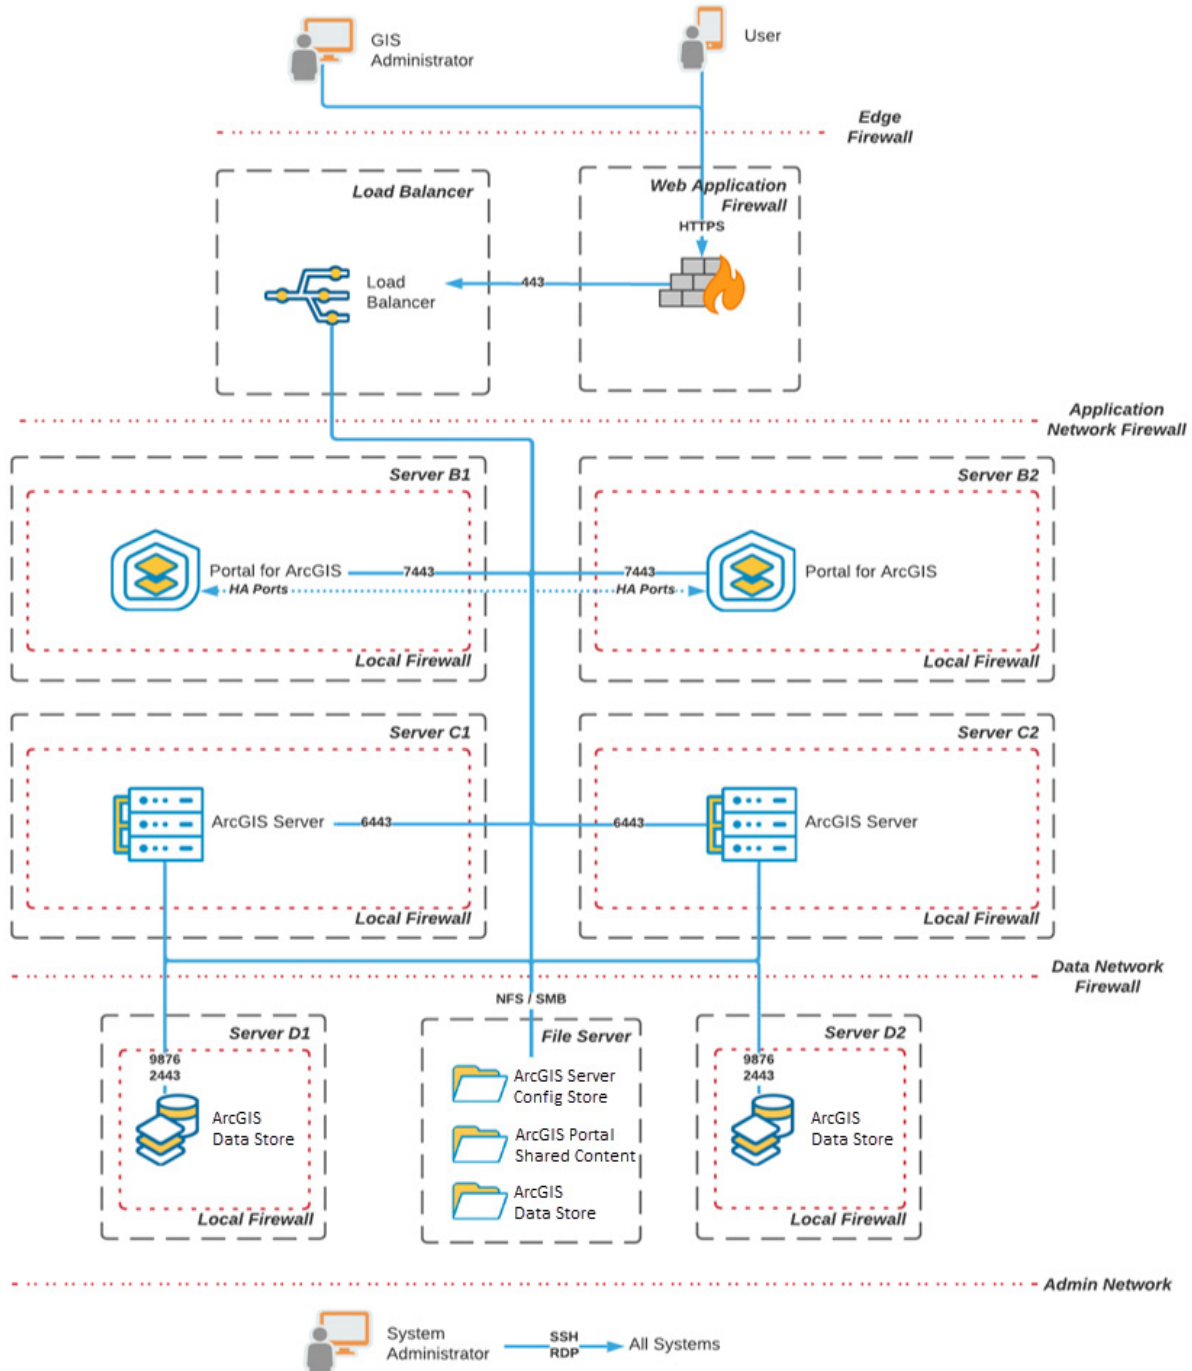 GIS
Administrator
User
Edge
Firewall
Load Balancer
Web Application
Firewall
HTTPS
Load
Balancer
443
Application
Network Firewall
Server B1
Server B2
Portal for ArcGIS
7443
7443
Portal for ArcGIS
HA Ports
HA Ports
Local Firewall
Local Firewall
Server C1
Server C2
ArcGIS Server
6443
6443
ArcGIS Server
Local Firewall
Local Firewall
Data Network
Firewall
NFS / SMB
Server D1
File Server
Server D2
9876
2443
9876
2443
ArcGIS
Data Store
ArcGIS Server
Config Store
ArcGIS Portal
Shared Content
ArcGIS
Data Store
ArcGIS
Data Store
Local Firewall
Local Firewall
Admin Network
System
Administrator
SSH
RDP
All Systems